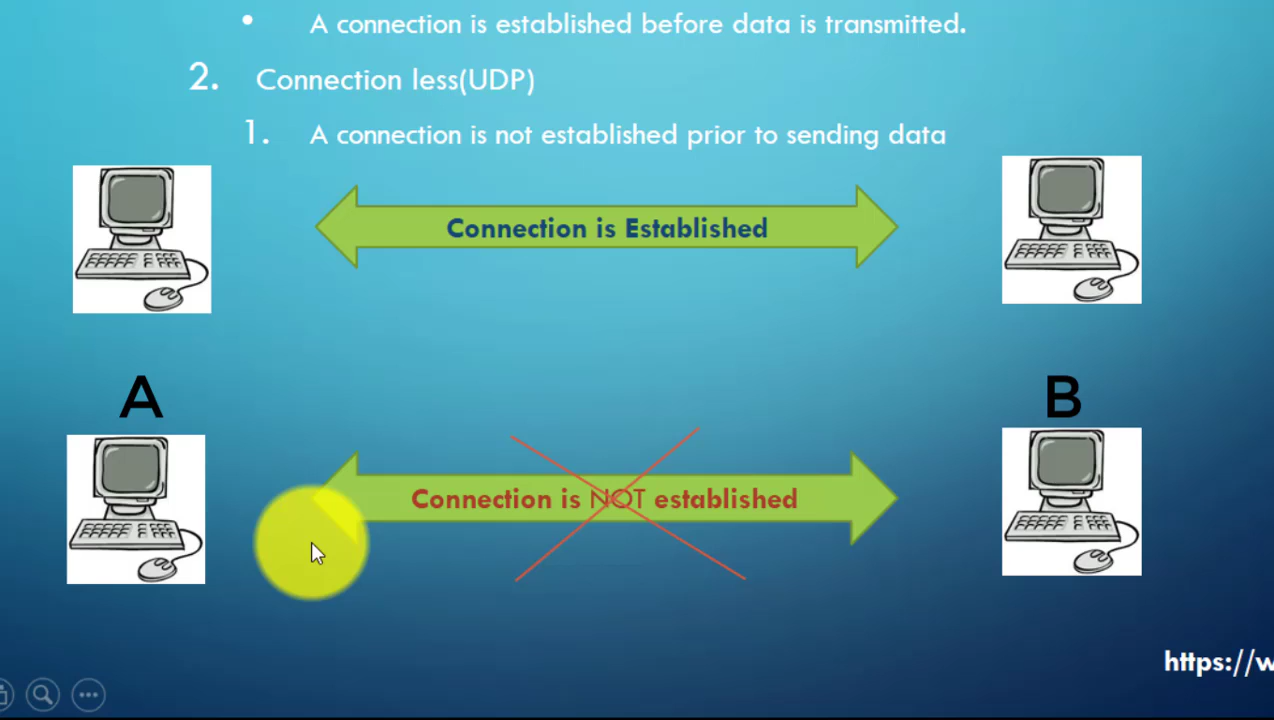 • A connection is established before data is transmitted.
2. Connection less(UDP)
1. A connection is not established prior to sending data
Connection is Established
A
B
Connection is NOT established
https://w